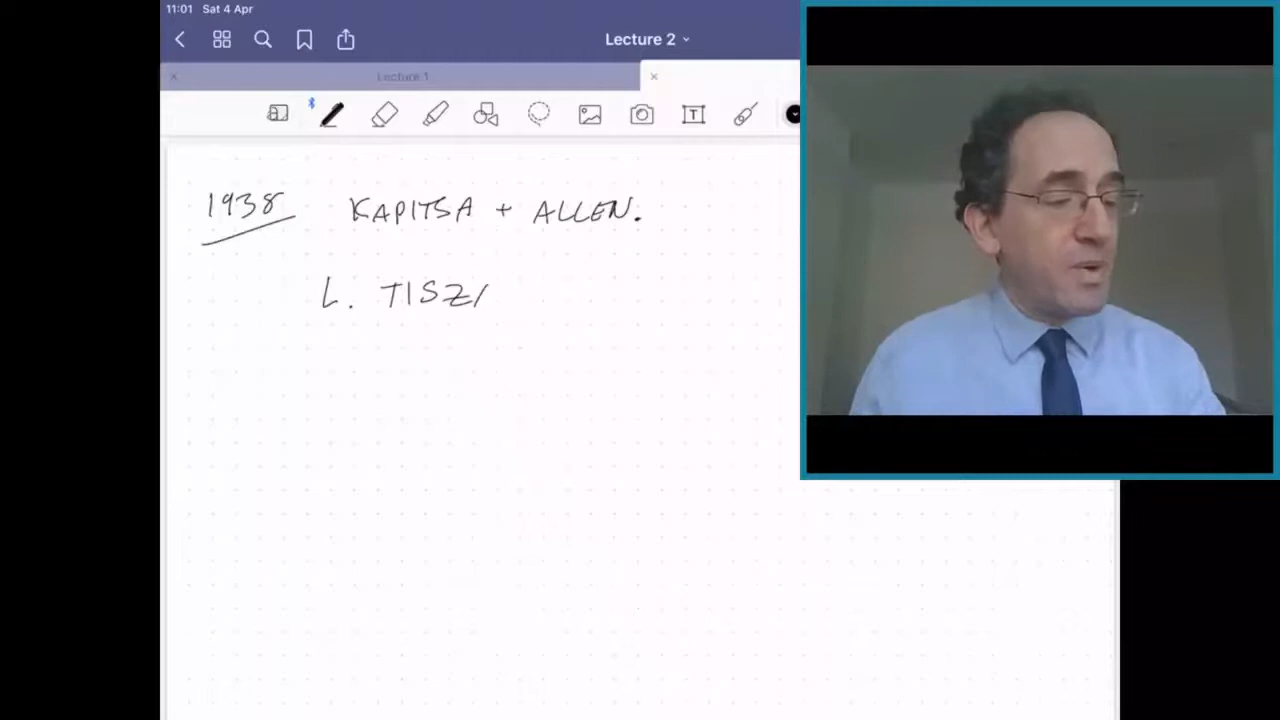 11:01 Sat 4 Apr
Lecture 2
Lecture 1
T
1938 KAPITSA + ALLEN.
L. TISZ